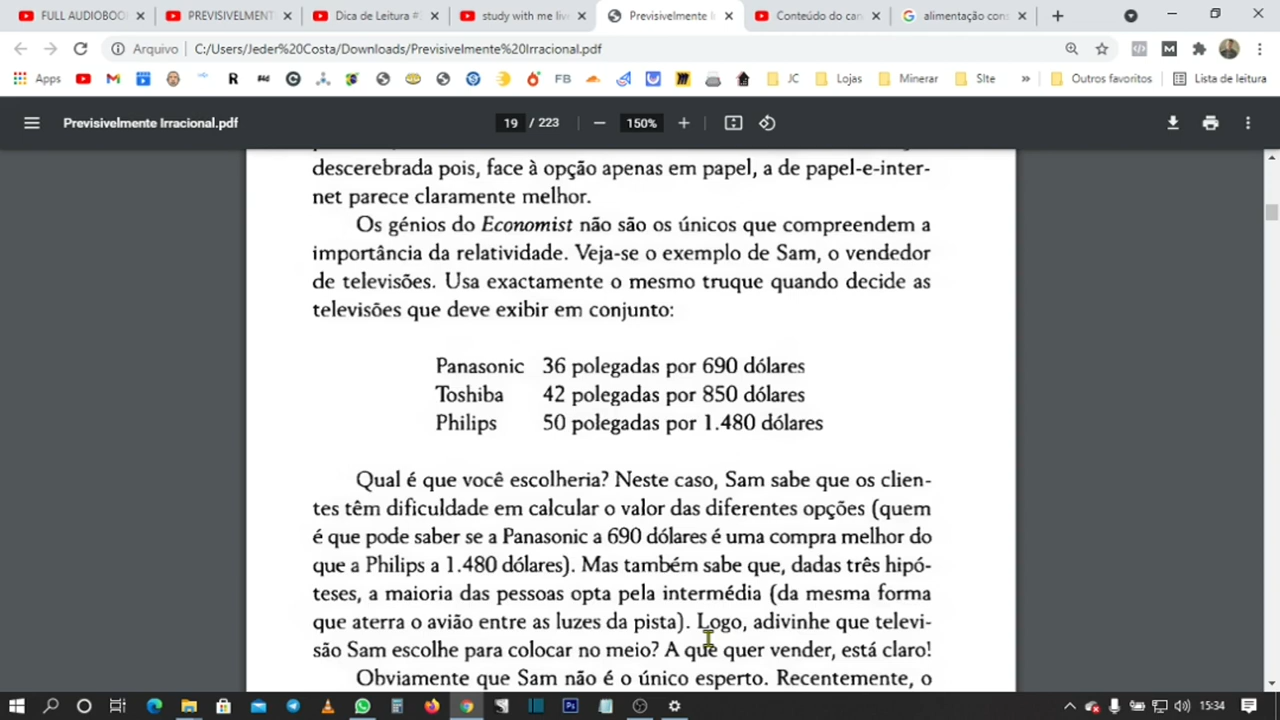 FULL AUDIOBOO
PREVISIVELMENT
Dica de Leitura #
study with me live
Previsivelmente I
Conteúdo do can
alimentação cons
Arquivo
C:/Users/Jeder%20Costa/Downloads/Previsivelmente%20Irracional.pdf
Apps
R
FB
JC
Lojas
Minerar
SIte
»
Outros favoritos
Lista de leitura
Previsivelmente Irracional.pdf
19 / 223
150%
descerebrada pois, face à opção apenas em papel, a de papel-e-inter-
net parece claramente melhor.
Os génios do Economist não são os únicos que compreendem a
importância da relatividade. Veja-se o exemplo de Sam, o vendedor
de televisões. Usa exactamente o mesmo truque quando decide as
televisões que deve exibir em conjunto:
Panasonic 36 polegadas por 690 dólares
Toshiba 42 polegadas por 850 dólares
Philips 50 polegadas por 1.480 dólares
Qual é que você escolheria? Neste caso, Sam sabe que os clien-
tes têm dificuldade em calcular o valor das diferentes opções (quem
é que pode saber se a Panasonic a 690 dólares é uma compra melhor do
que a Philips a 1.480 dólares). Mas também sabe que, dadas três hipó-
teses, a maioria das pessoas opta pela intermédia (da mesma forma
que aterra o avião entre as luzes da pista). Logo, adivinhe que televi-
são Sam escolhe para colocar no meio? A que quer vender, está claro!
Obviamente que Sam não é o único esperto. Recentemente, o
15:34